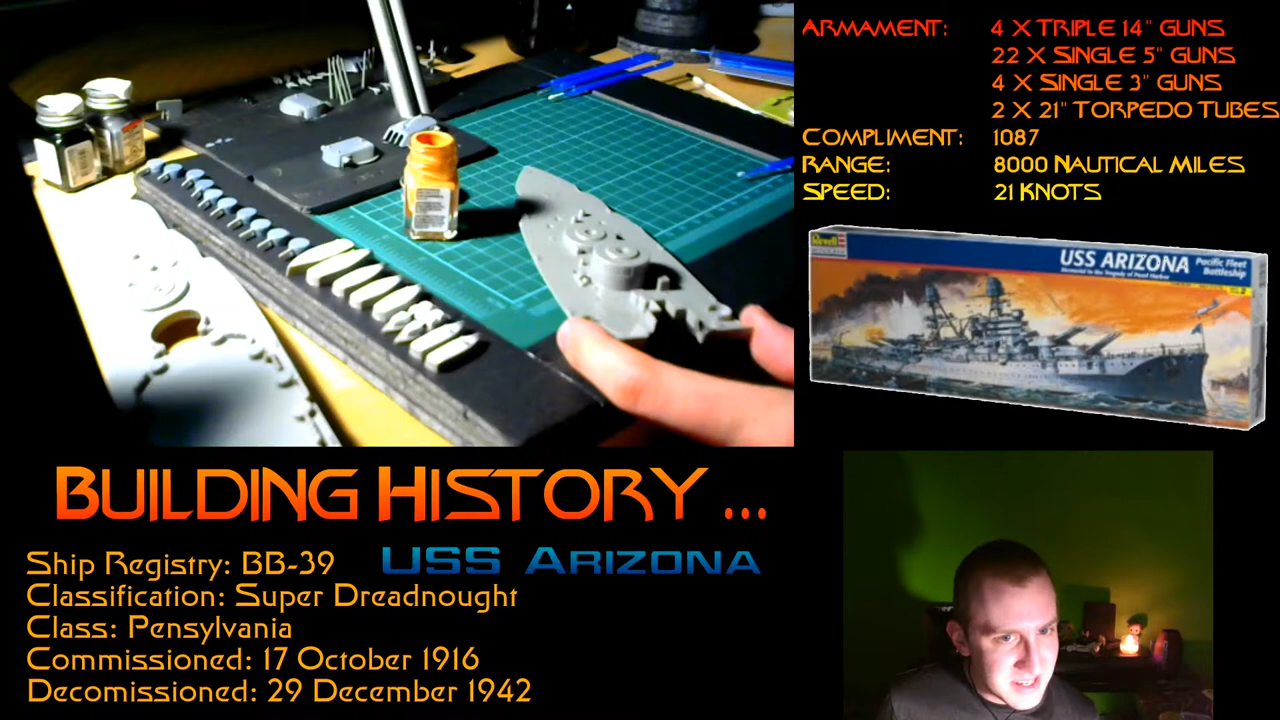 ARMAMENT: 4 X TRIPLE 14" GUNS
22 X SINGLE 5" GUNS
4 X SINGLE 3" GUNS
2 X 21" TORPEDO TUBES
COMPLIMENT: 1087
RANGE: 8000 NAUTICAL MILES
SPEED: 21 KNOTS
Revell
USS ARIZONA
Pacific Fleet
Battleship
BUILDING HISTORY ...
USS ARIZONA
Ship Registry: BB-39
Classification: Super Dreadnought
Class: Pensylvania
Commissioned: 17 October 1916
Decomissioned: 29 December 1942